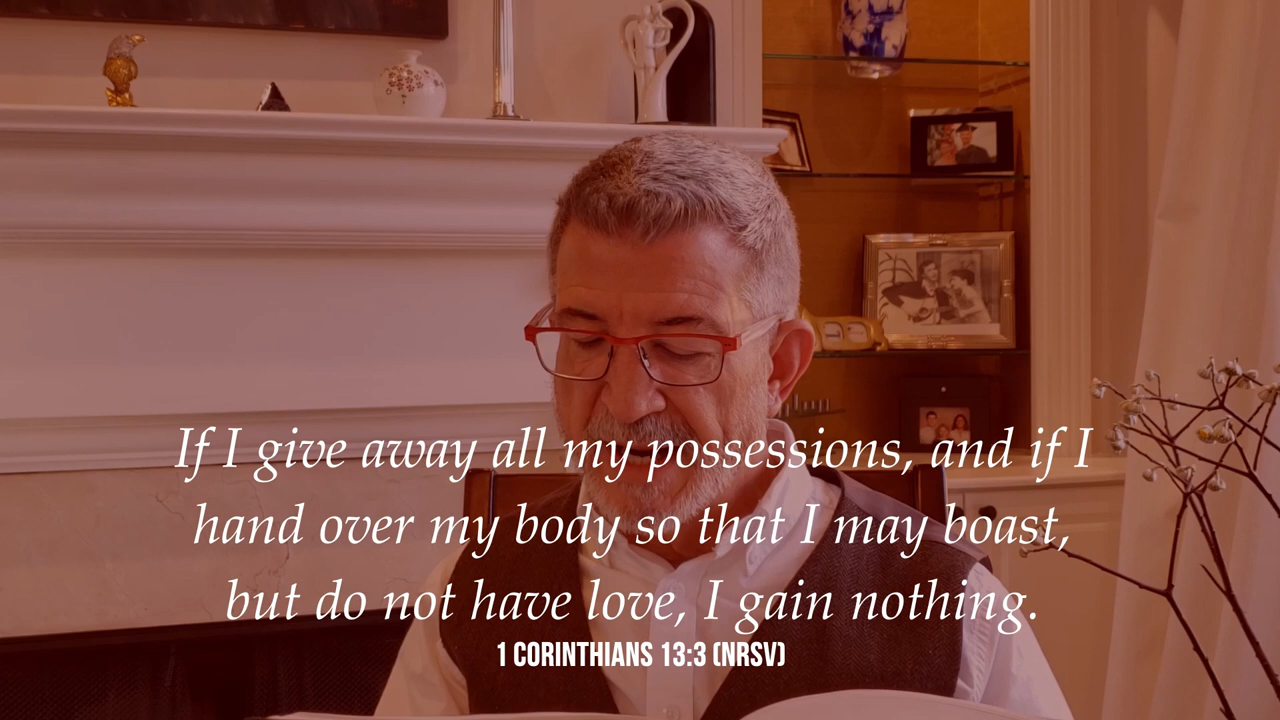 If I give away all my possessions, and if I
hand over my body so that I may boast,
but do not have love, I gain nothing.
1 CORINTHIANS 13:3 (NRSV)